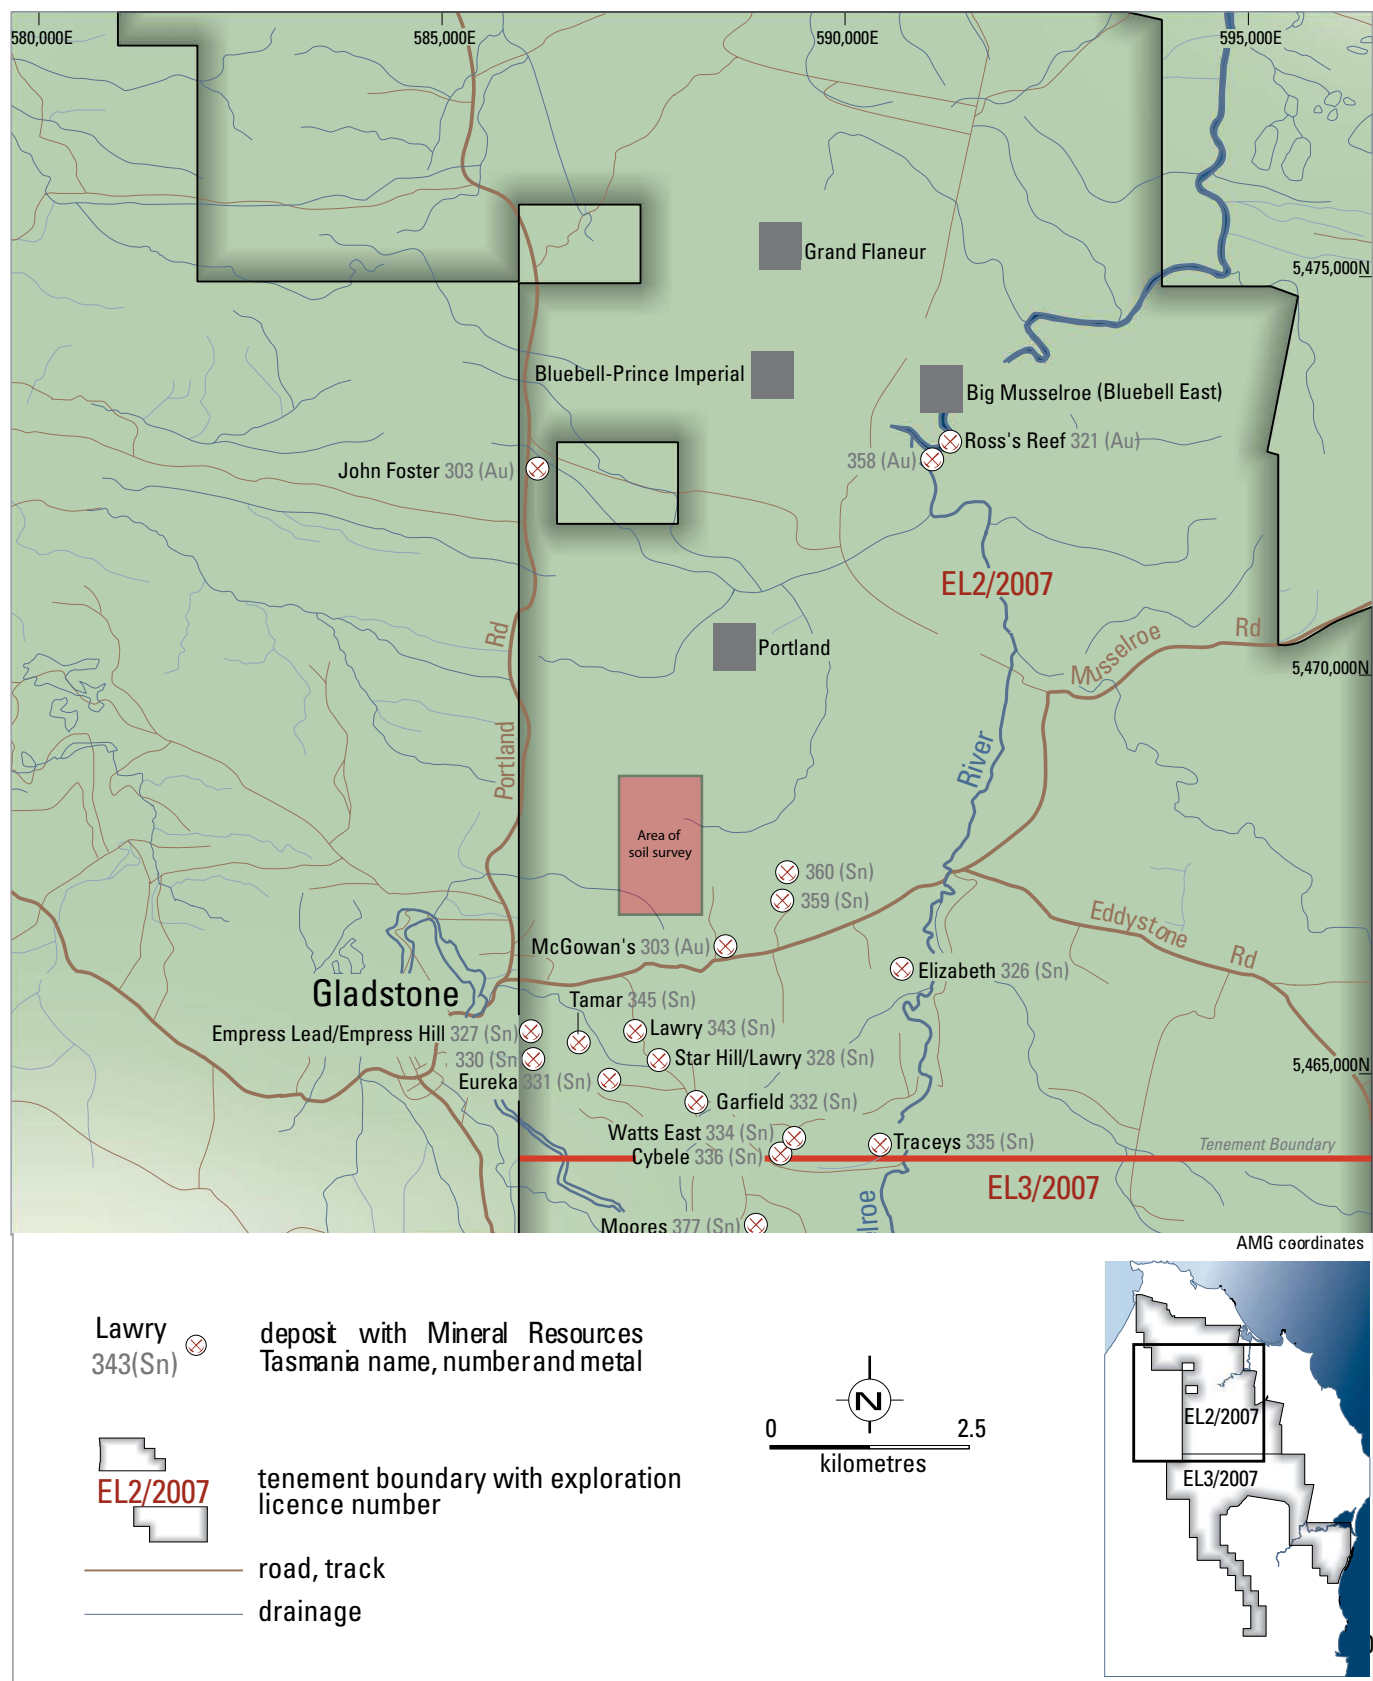 580,000E
585,000E
590,000E
595,000E
Grand Flaneur
5,475,000N
Bluebell-Prince Imperial
Big Musselroe (Bluebell East)
Ross's Reef 321 (Au)
358 (Au)
John Foster 303 (Au)
EL2/2007
Rd
Musselroe
Rd
Portland
5,470,000N
Portland
River
Area of
soil survey
360 (Sn)
359 (Sn)
Eddystone
Rd
McGowan's 303 (Au)
Elizabeth 326 (Sn)
Gladstone
Tamar 345 (Sn)
Empress Lead/Empress Hill 327 (Sn)
Lawry 343 (Sn)
330 (Sn
Star Hill/Lawry 328 (Sn)
5,465,000N
Eureka 331 (Sn)
Garfield 332 (Sn)
Watts East 334 (Sn)
Traceys 335 (Sn)
Tenement Boundary
Cybele 336 (Sn)
EL3/2007
elroe
Moores 377 (Sn)
AMG coordinates
Lawry
343(Sn)
deposit with Mineral Resources
Tasmania name, number and metal
EL2/2007
tenement boundary with exploration
licence number
road, track
drainage
N
0 2.5
kilometres
EL2/2007
EL3/2007